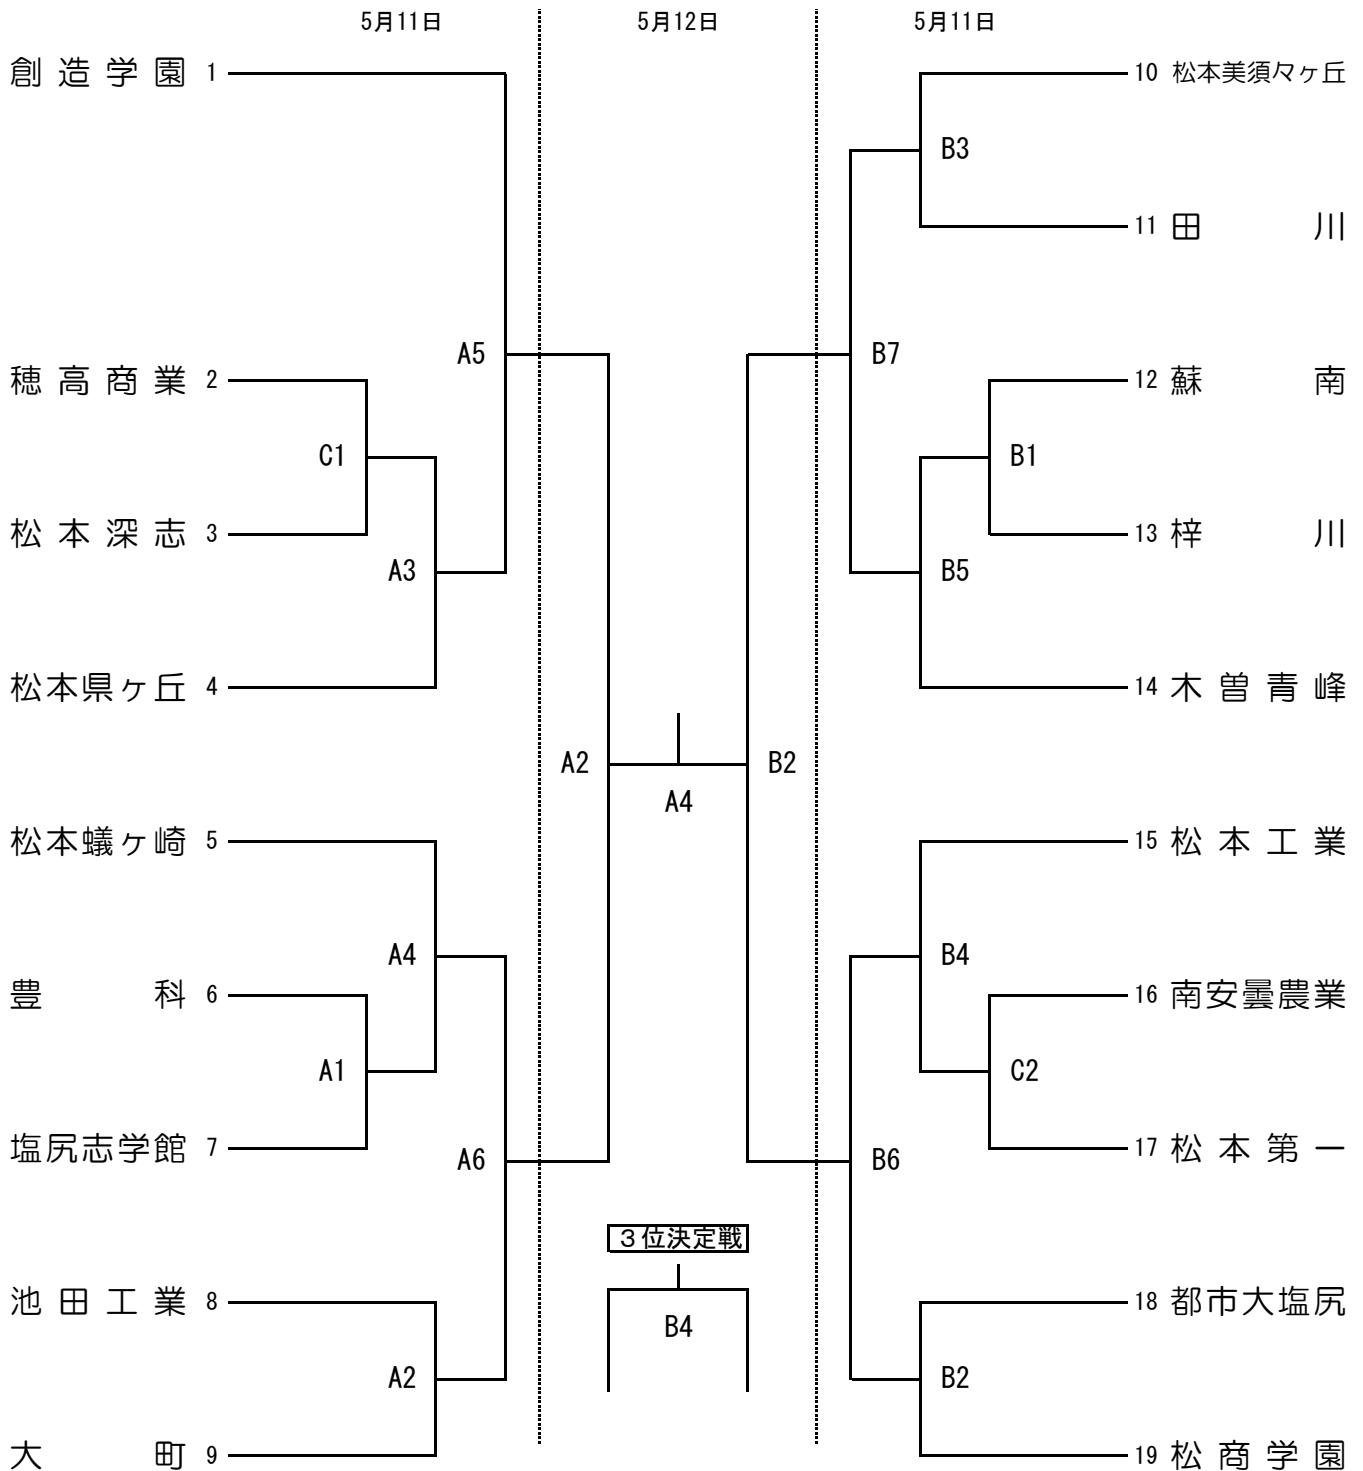 5月11日 5月12日 5月11日
創造学園 1
10 松本美須々ヶ丘
B3
11 田川
A5
B7
穂高商業 2
12 蘇南
C1
B1
松本深志 3
13 梓川
A3
B5
松本県ヶ丘 4
14 木曽青峰
A2
B2
A4
松本蟻ヶ崎 5
15 松本工業
A4
B4
豊科 6
16 南安曇農業
A1
C2
塩尻志学館 7
17 松本第一
A6
B6
3位決定戦
池田工業 8
18 都市大塩尻
B4
A2
B2
大町 9
19 松商学園